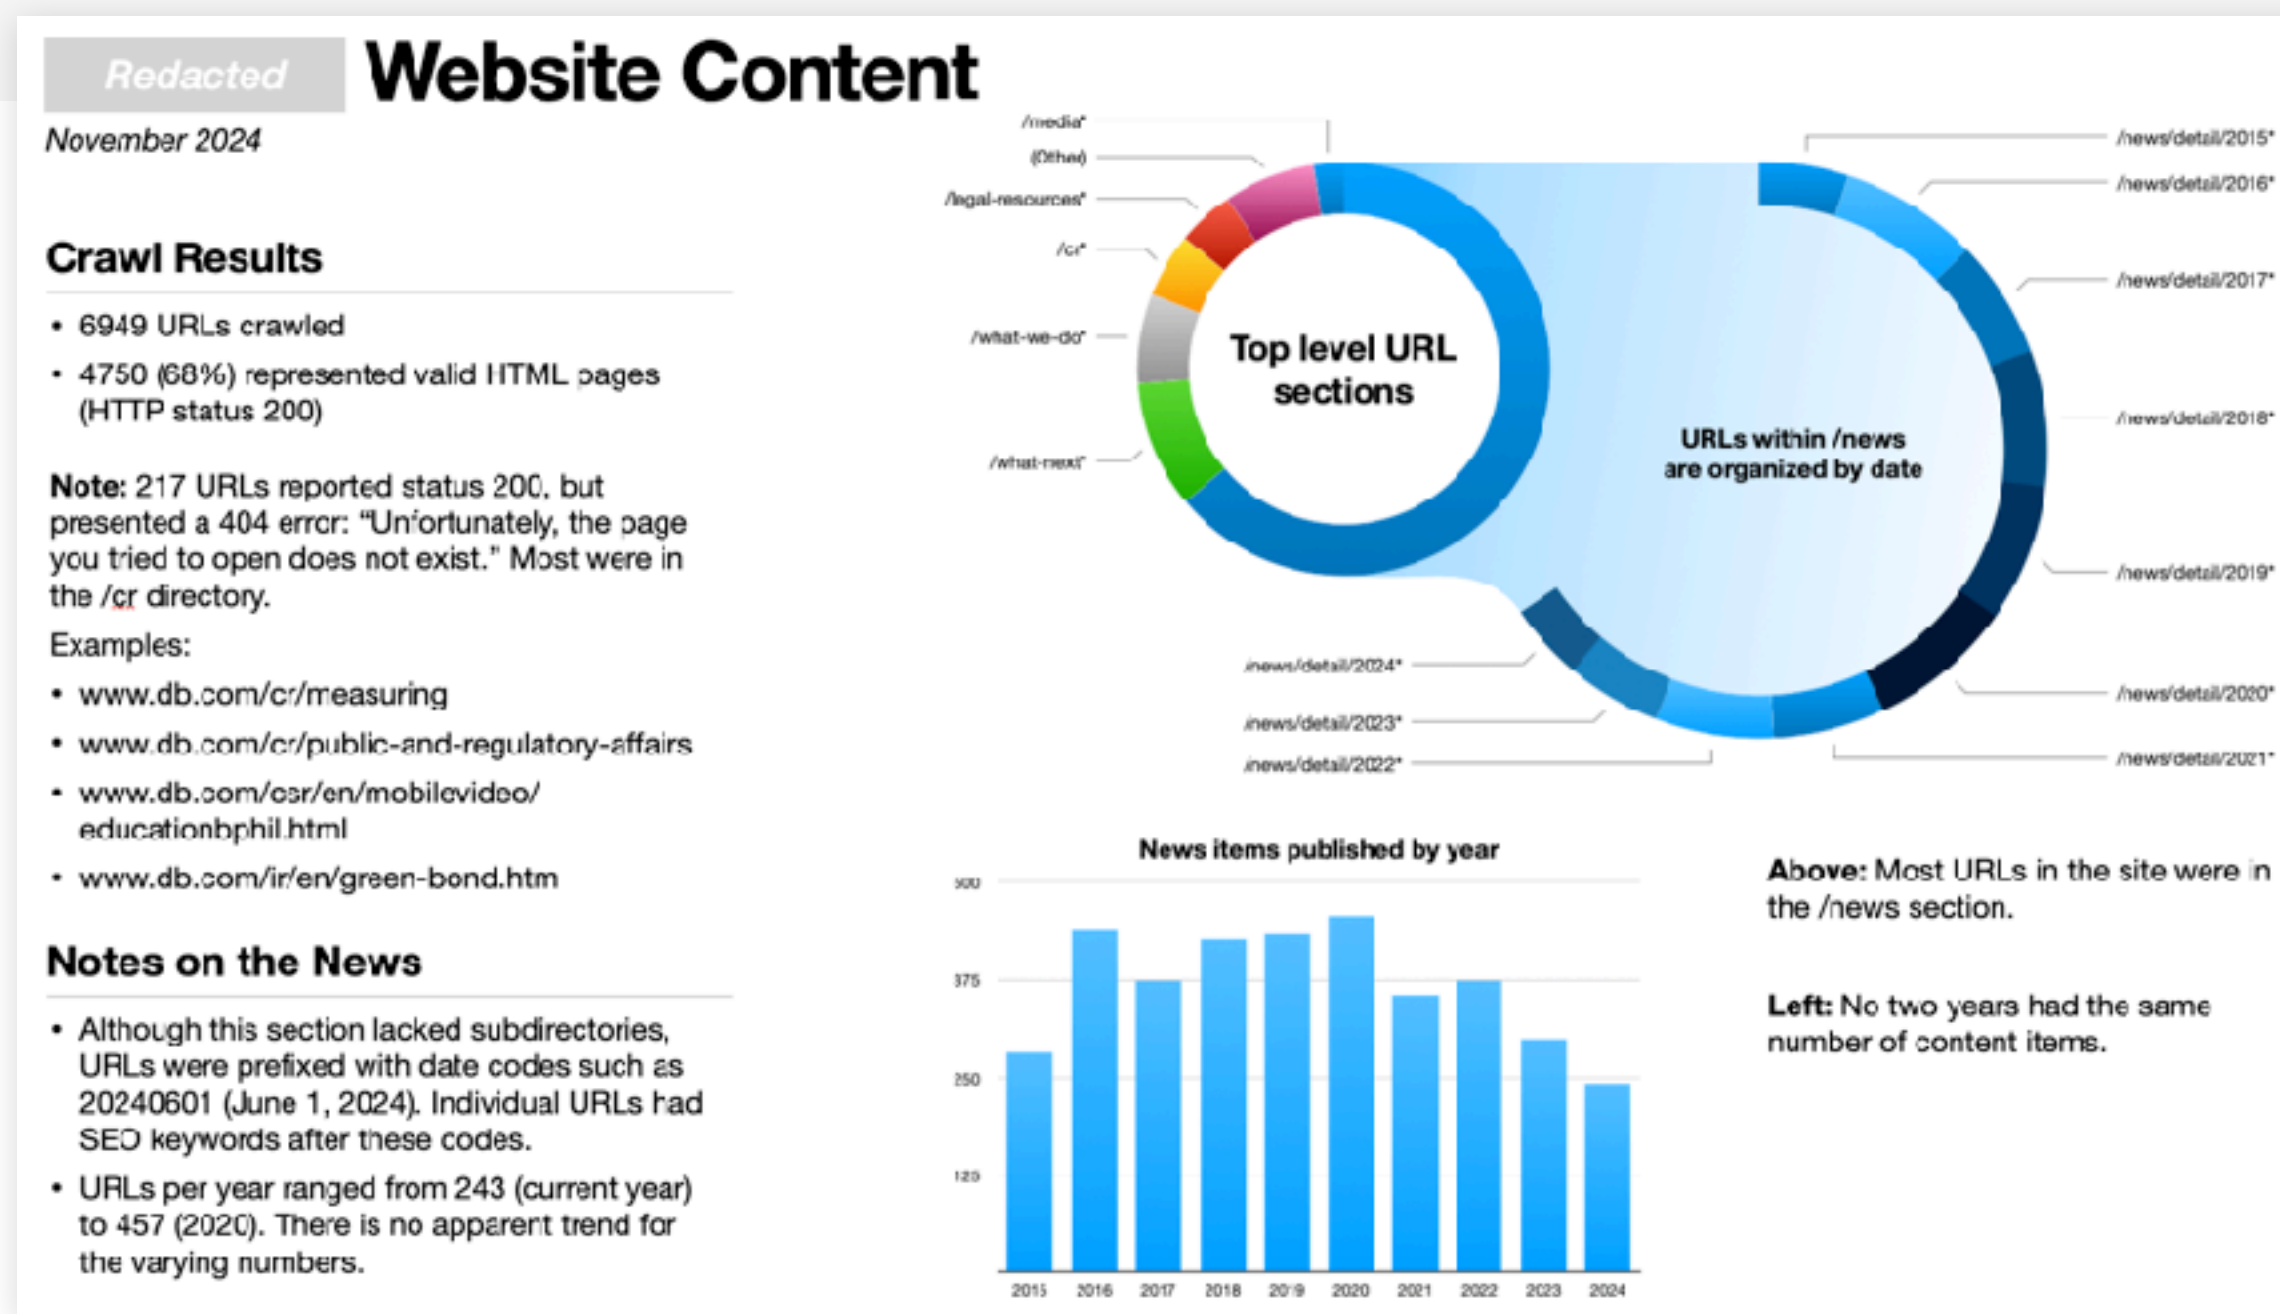 Redacted Website Content
November 2024
Crawl Results
• 6949 URLs crawled
• 4750 (68%) represented valid HTML pages
(HTTP status 200)
Note: 217 URLs reported status 200, but
presented a 404 error: “Unfortunately, the page
you tried to open does not exist.” Most were in
the /cr directory.
Examples:
• www.db.com/cr/measuring
• www.db.com/cr/public-and-regulatory-affairs
• www.db.com/csr/en/mobilevideo/
educationbphil.html
• www.db.com/ir/en/green-bond.htm
Notes on the News
• Although this section lacked subdirectories,
URLs were prefixed with date codes such as
20240601 (June 1, 2024). Individual URLs had
SEO keywords after these codes.
• URLs per year ranged from 243 (current year)
to 457 (2020). There is no apparent trend for
the varying numbers.
/media*
(Other)
/legal-resources*
/cr*
/what-we-do*
/what-next*
Top level URL
sections
URLs within /news
are organized by date
/news/detail/2015*
/news/detail/2016*
/news/detail/2017*
/news/detail/2018*
/news/detail/2019*
/news/detail/2020*
/news/detail/2021*
/news/detail/2024*
/news/detail/2023*
/news/detail/2022*
News items published by year
500
375
250
125
2015 2016 2017 2018 2019 2020 2021 2022 2023 2024
Above: Most URLs in the site were in
the /news section.
Left: No two years had the same
number of content items.